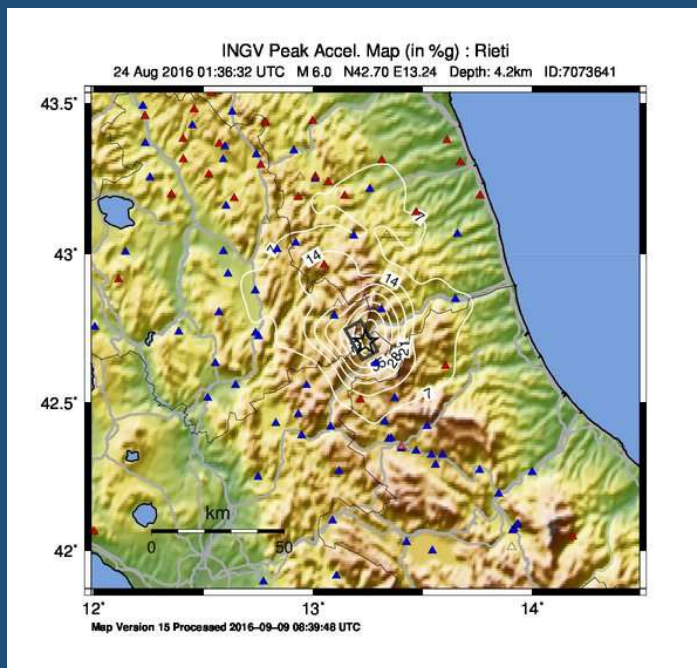 INGV Peak Accel. Map (in %g) : Rieti
24 Aug 2016 01:36:32 UTC M 6.0 N42.70 E13.24 Depth: 4.2km ID:7073641
43.5°
7
43°
7
14
14
21
28
42.5°
7
km
0 50
42°
12° 13° 14°
Map Version 15 Processed 2016–09–09 08:39:48 UTC